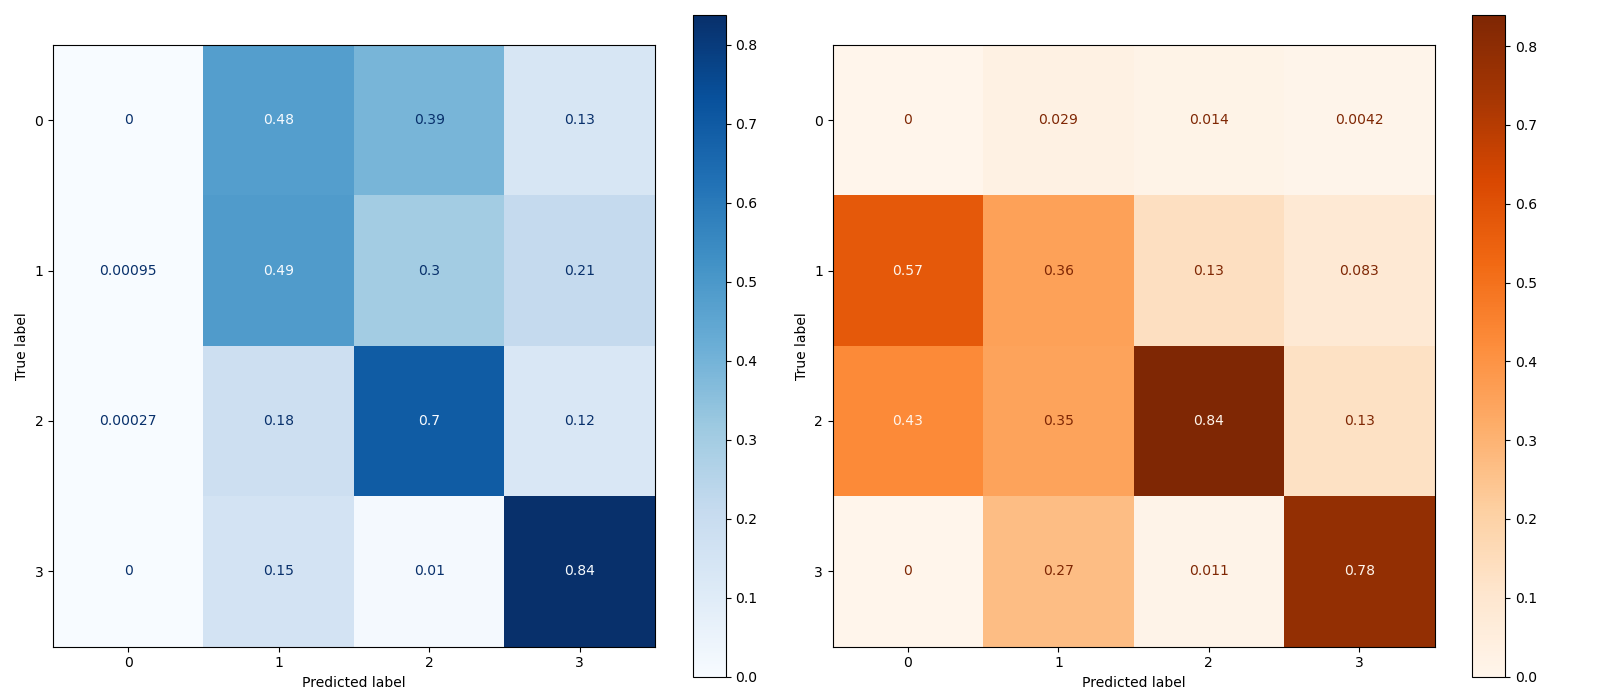 0.8
0 0 0.48 0.39 0.13
0.7
0.6
1 0.00095 0.49 0.3 0.21
0.5
True label
0.4
2 0.00027 0.18 0.7 0.12
0.3
0.2
3 0 0.15 0.01 0.84
0.1
0.0
0 1 2 3
Predicted label
0.8
0 0 0.029 0.014 0.0042
0.7
0.6
1 0.57 0.36 0.13 0.083
0.5
True label
0.4
2 0.43 0.35 0.84 0.13
0.3
0.2
3 0 0.27 0.011 0.78
0.1
0.0
0 1 2 3
Predicted label